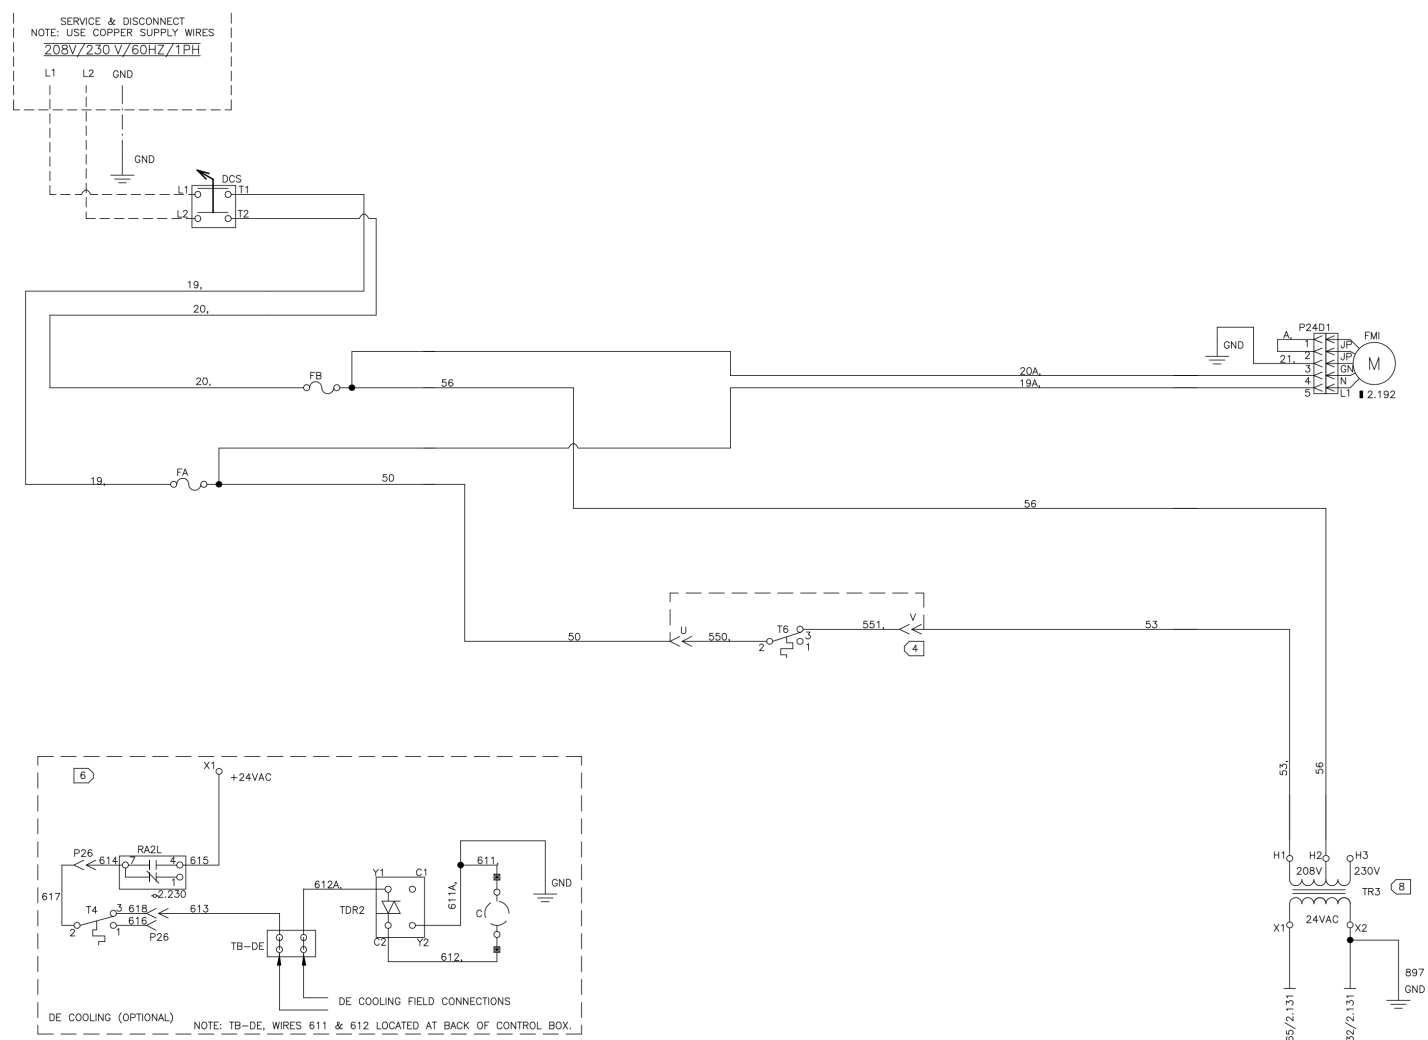 SERVICE & DISCONNECT
NOTE: USE COPPER SUPPLY WIRES
208V/230 V/60HZ/1PH
L1 L2 GND
GND
DCS
L1 T1
L2 T2
19,
20,
P24D1 FMI
A,
GND
1 JP
21, 2 JP
3 GN
4 N
5 L1
M
2.192
FB
20, 56
20A,
19A,
FA
19, 50
56
U T6 V
50 550, 2 3 1 551, 53
4
6
X1 +24VAC
53, 56
RA2L
P26 614 7 4 615
1
2.230
617
T4 3 618 613
2 1 616
P26
TB-DE
612A, Y1 C1
TDR2
C2 Y2
611A,
611,
GND
C
612,
DE COOLING FIELD CONNECTIONS
DE COOLING (OPTIONAL)
NOTE: TB-DE, WIRES 611 & 612 LOCATED AT BACK OF CONTROL BOX.
H1 H2 H3
208V 230V
TR3 8
24VAC
X1 X2
897
GND
65/2.131
32/2.131